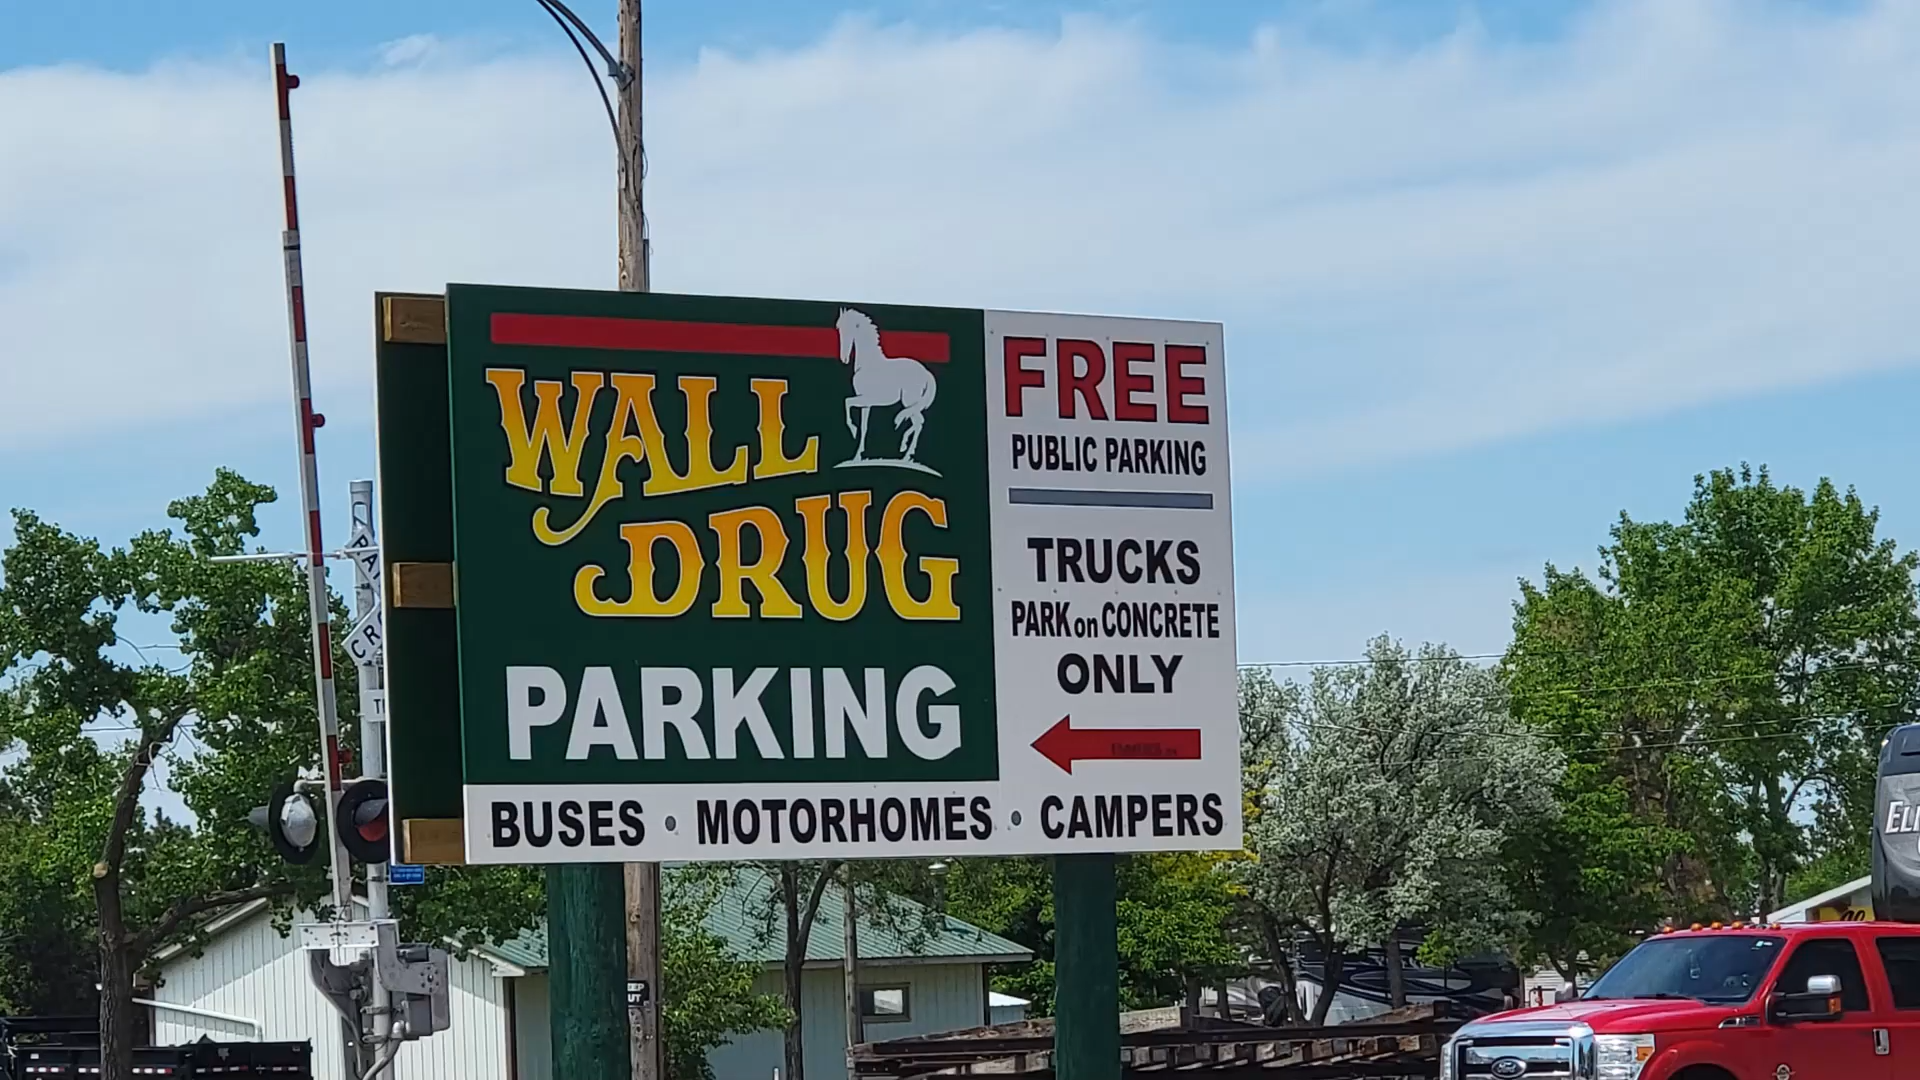 WALL
DRUG
PARKING
FREE
PUBLIC PARKING
TRUCKS
PARK on CONCRETE
ONLY
BUSES • MOTORHOMES • CAMPERS